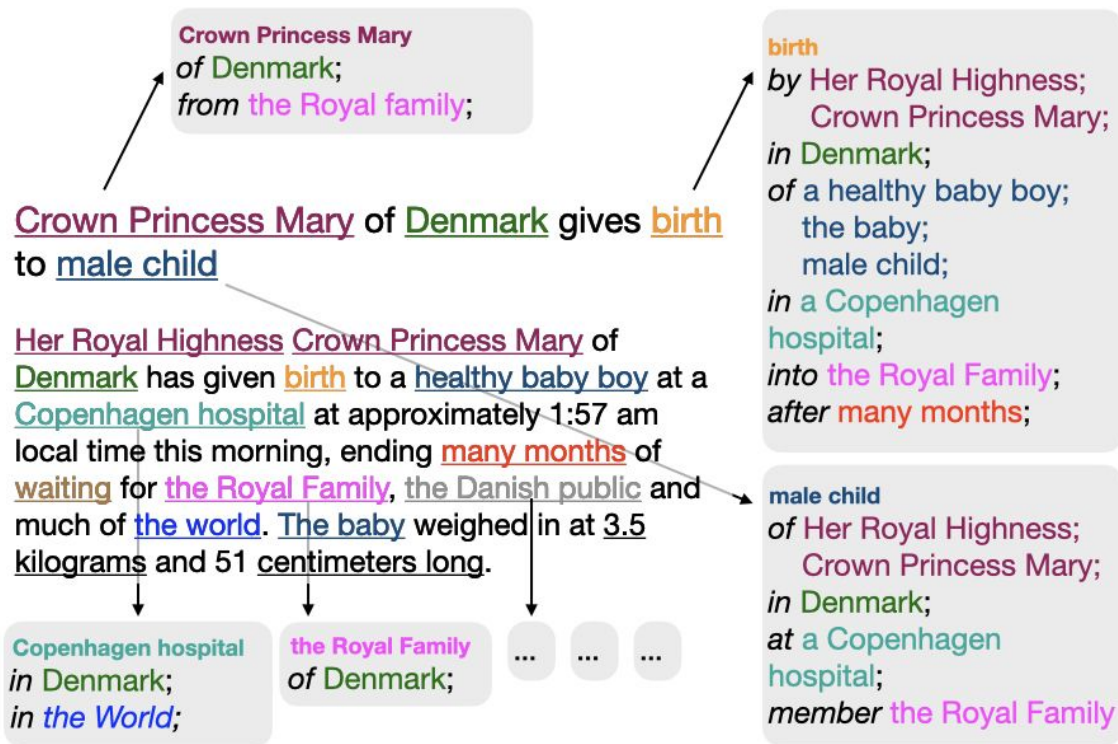 Crown Princess Mary
of Denmark;
from the Royal family;
Crown Princess Mary of Denmark gives birth
to male child
Her Royal Highness Crown Princess Mary of
Denmark has given birth to a healthy baby boy at a
Copenhagen hospital at approximately 1:57 am
local time this morning, ending many months of
waiting for the Royal Family, the Danish public and
much of the world. The baby weighed in at 3.5
kilograms and 51 centimeters long.
Copenhagen hospital
in Denmark;
in the World;
the Royal Family
of Denmark;
...
...
...
birth
by Her Royal Highness;
Crown Princess Mary;
in Denmark;
of a healthy baby boy;
the baby;
male child;
in a Copenhagen
hospital;
into the Royal Family;
after many months;
male child
of Her Royal Highness;
Crown Princess Mary;
in Denmark;
at a Copenhagen
hospital;
member the Royal Family